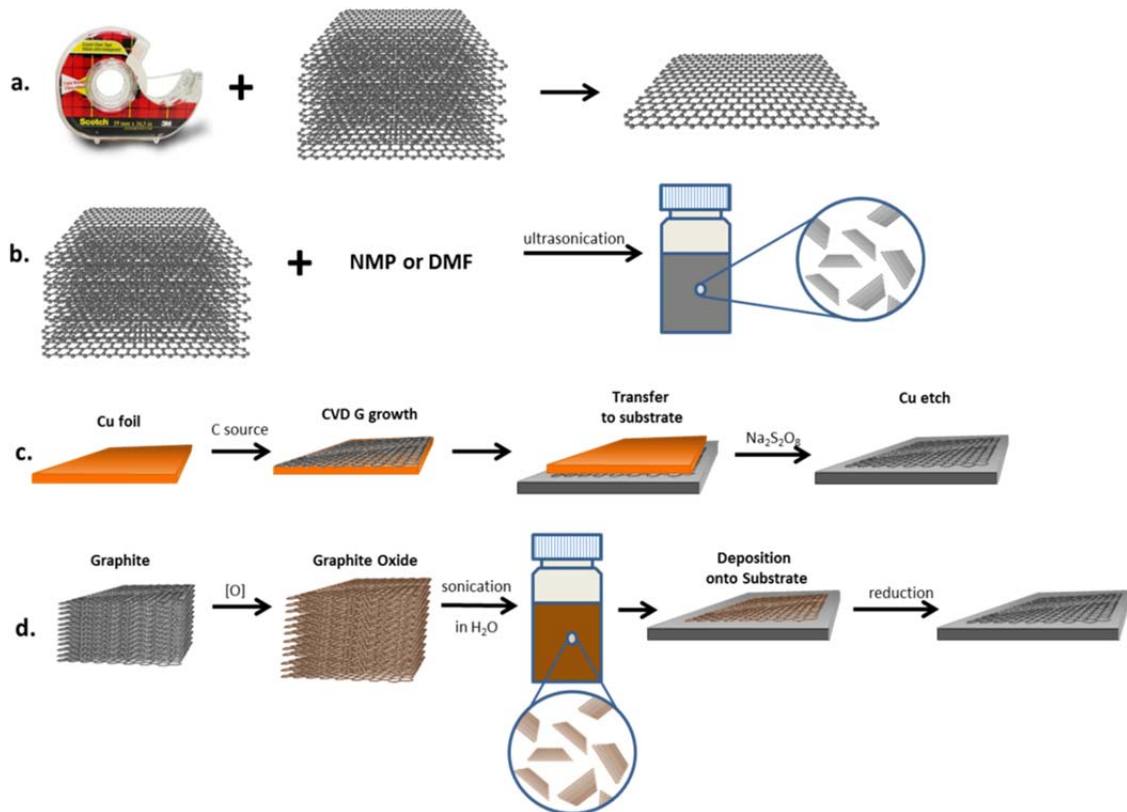 a.
Scotch
+
b.
+
NMP or DMF
ultrasonication
Cu foil
C source
CVD G growth
Transfer
to substrate
Na₂S₂O₈
Cu etch
c.
Graphite
[O]
Graphite Oxide
sonication
in H₂O
Deposition
onto Substrate
reduction
d.